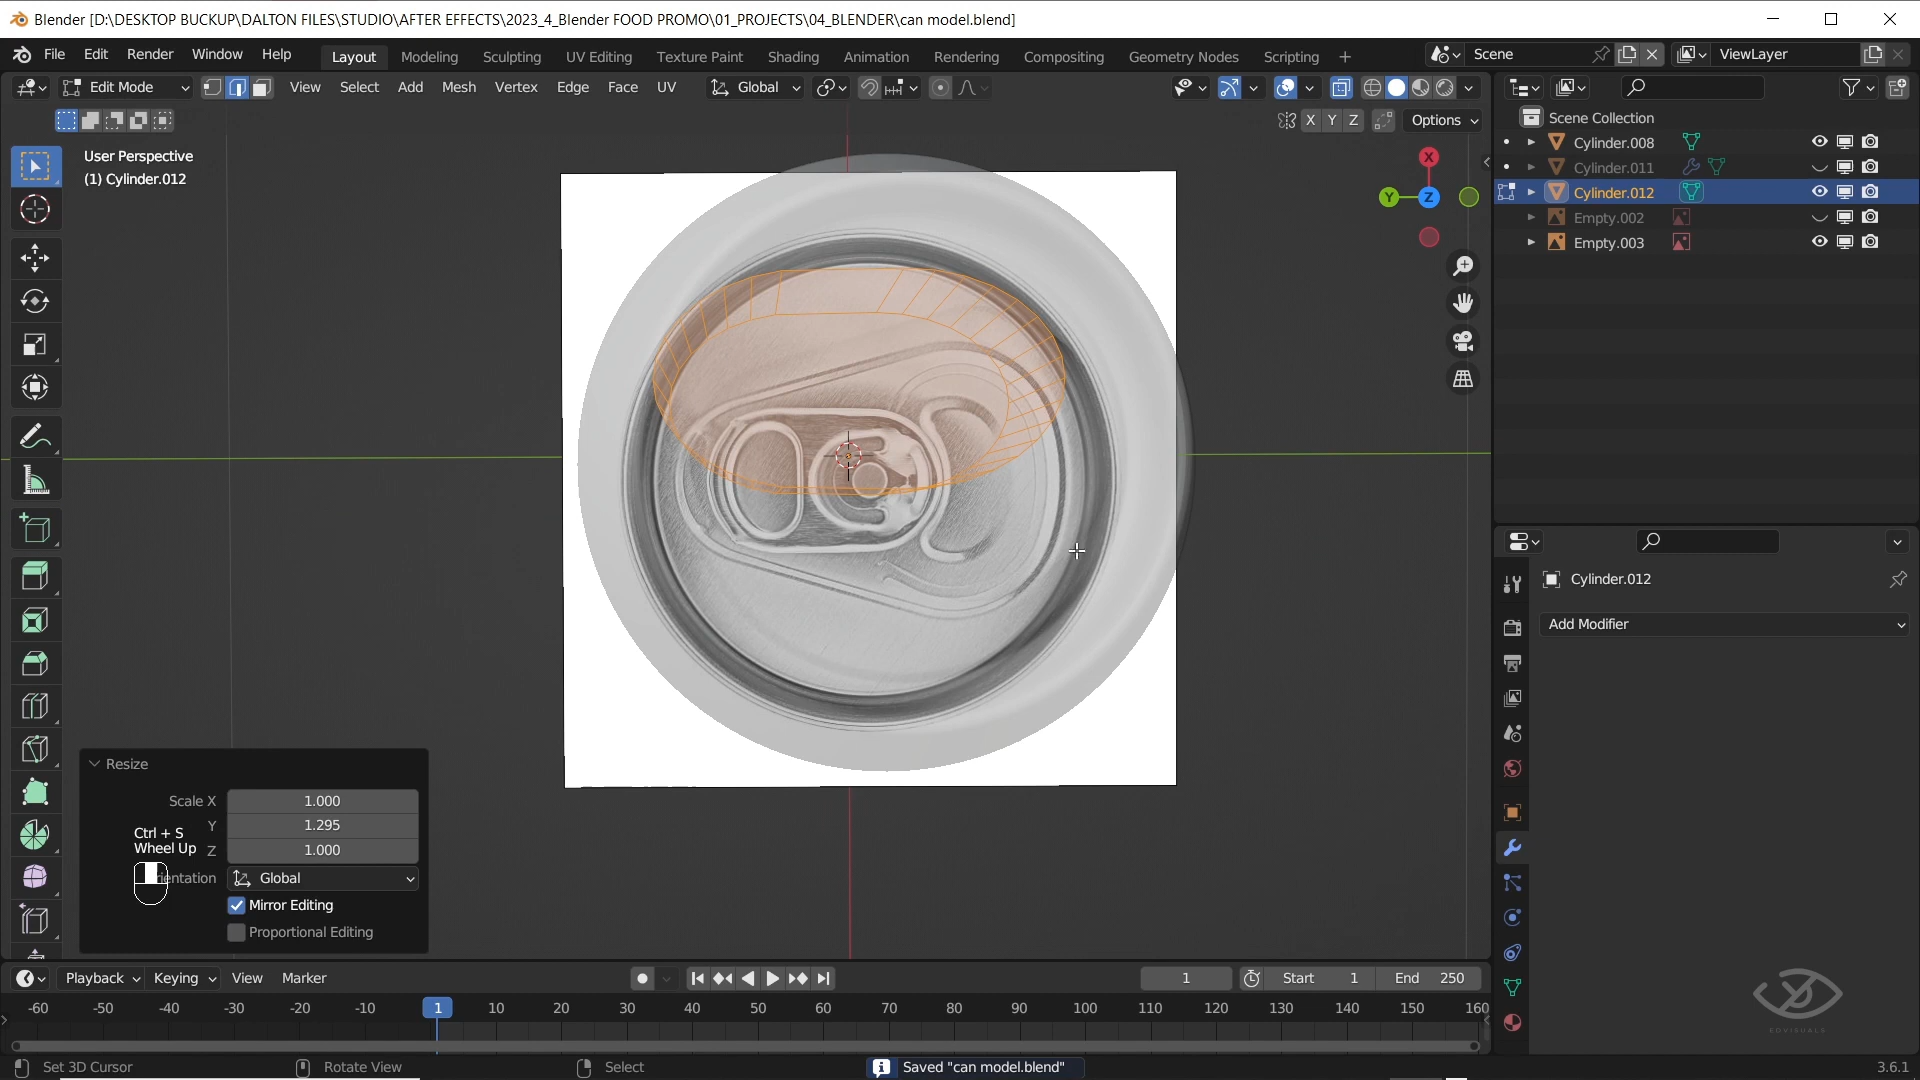 Blender [D:\DESKTOP BUCKUP\DALTON FILES\STUDIO\AFTER EFFECTS\2023_4_Blender FOOD PROMO\01_PROJECTS\04_BLENDER\can model.blend]
File Edit Render Window Help Layout Modeling Sculpting UV Editing Texture Paint Shading Animation Rendering Compositing Geometry Nodes Scripting + Scene ViewLayer
Edit Mode View Select Add Mesh Vertex Edge Face UV Global
X Y Z Options
User Perspective
(1) Cylinder.012
X
Y
Z
Scene Collection
Cylinder.008
Cylinder.011
Cylinder.012
Empty.002
Empty.003
Cylinder.012
Add Modifier
Resize
Scale X 1.000
Y 1.295
Z 1.000
Ctrl + S
Wheel Up
ientation Global
Mirror Editing
Proportional Editing
Playback Keying View Marker 1 Start 1 End 250
-60 -50 -40 -30 -20 -10 1 10 20 30 40 50 60 70 80 90 100 110 120 130 140 150 160
EDVISUALS
Set 3D Cursor Rotate View Select Saved "can model.blend" 3.6.1